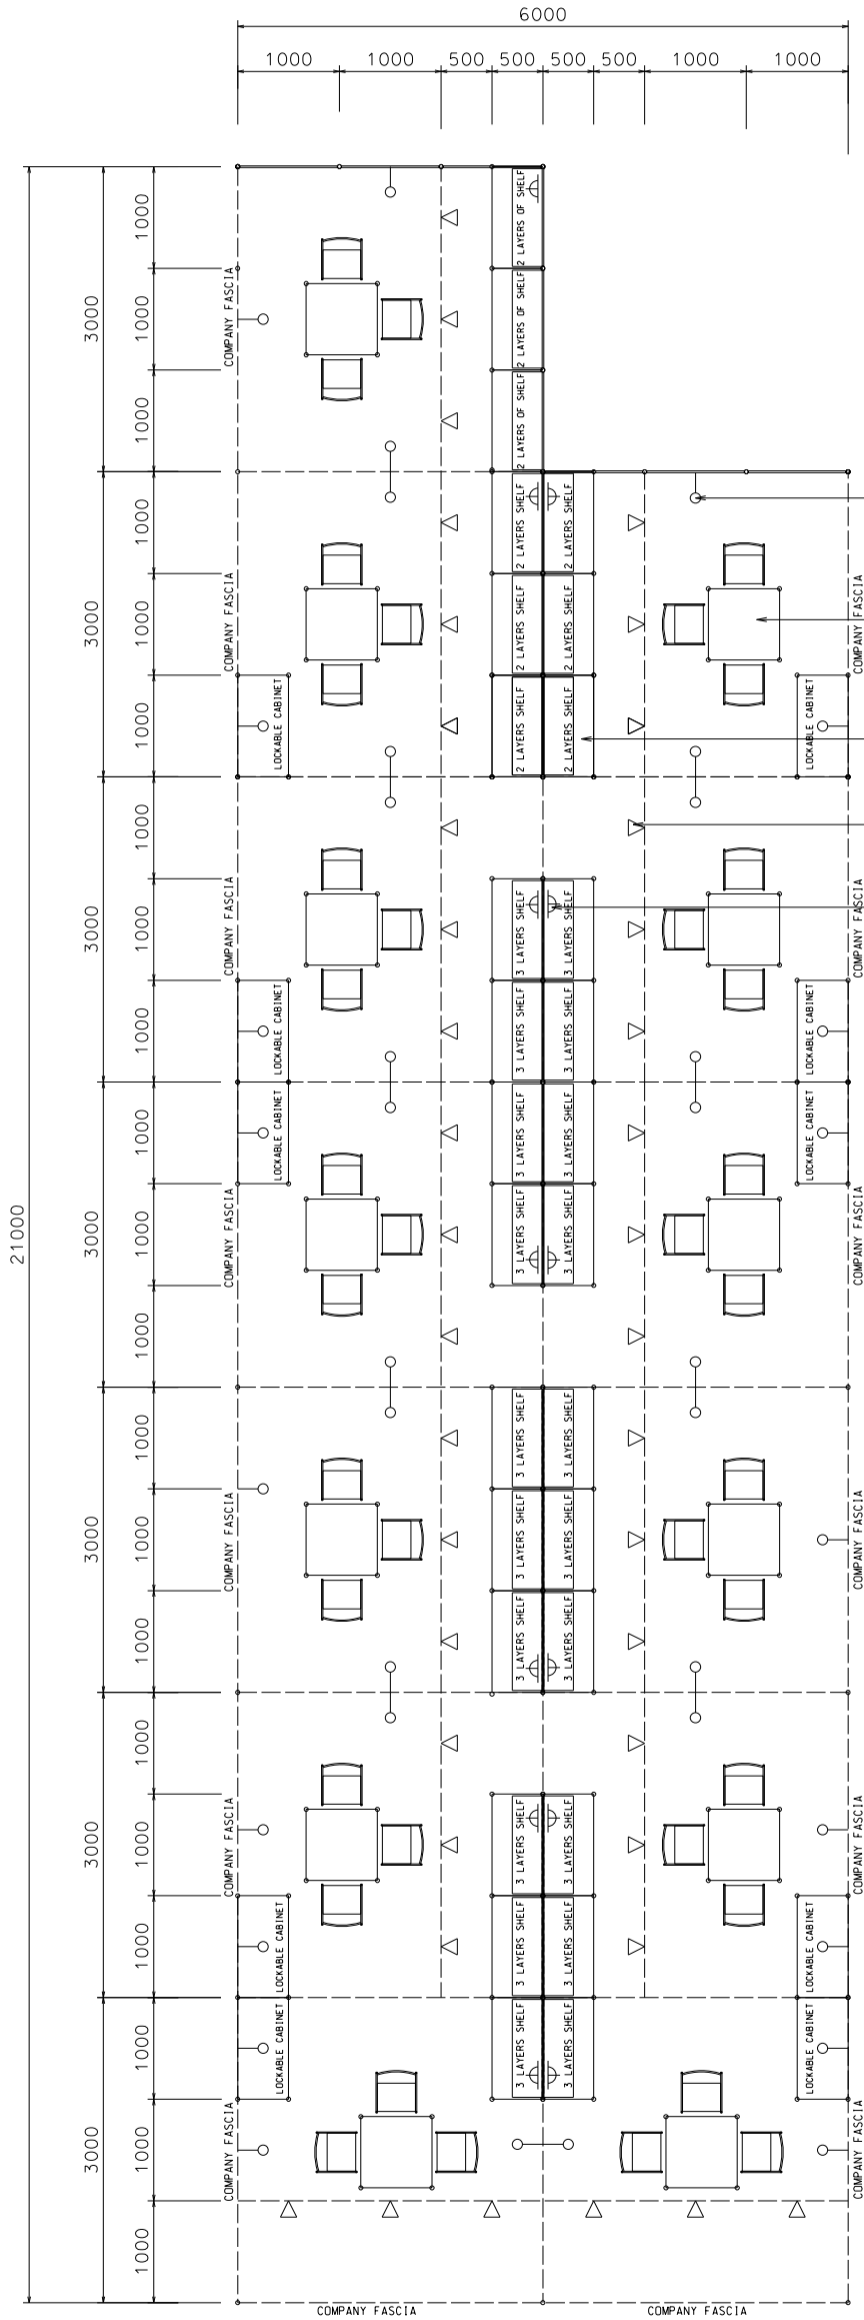 6000
1000
1000
500
500
500
500
1000
1000
21000
3000
1000
1000
1000
COMPANY FASCIA
2 LAYERS OF SHELF
2 LAYERS OF SHELF
2 LAYERS OF SHELF
3000
1000
1000
1000
COMPANY FASCIA
LOCKABLE CABINET
2 LAYERS SHELF
2 LAYERS SHELF
2 LAYERS SHELF
2 LAYERS SHELF
2 LAYERS SHELF
2 LAYERS SHELF
LOCKABLE CABINET
COMPANY FASCIA
3000
1000
1000
1000
COMPANY FASCIA
LOCKABLE CABINET
3 LAYERS SHELF
3 LAYERS SHELF
3 LAYERS SHELF
3 LAYERS SHELF
LOCKABLE CABINET
COMPANY FASCIA
3000
1000
1000
1000
LOCKABLE CABINET
COMPANY FASCIA
3 LAYERS SHELF
3 LAYERS SHELF
3 LAYERS SHELF
3 LAYERS SHELF
LOCKABLE CABINET
COMPANY FASCIA
3000
1000
1000
1000
COMPANY FASCIA
3 LAYERS SHELF
3 LAYERS SHELF
3 LAYERS SHELF
3 LAYERS SHELF
3 LAYERS SHELF
3 LAYERS SHELF
COMPANY FASCIA
3000
1000
1000
1000
COMPANY FASCIA
LOCKABLE CABINET
3 LAYERS SHELF
3 LAYERS SHELF
3 LAYERS SHELF
3 LAYERS SHELF
LOCKABLE CABINET
COMPANY FASCIA
3000
1000
1000
1000
LOCKABLE CABINET
COMPANY FASCIA
3 LAYERS SHELF
3 LAYERS SHELF
LOCKABLE CABINET
COMPANY FASCIA
COMPANY FASCIA
COMPANY FASCIA